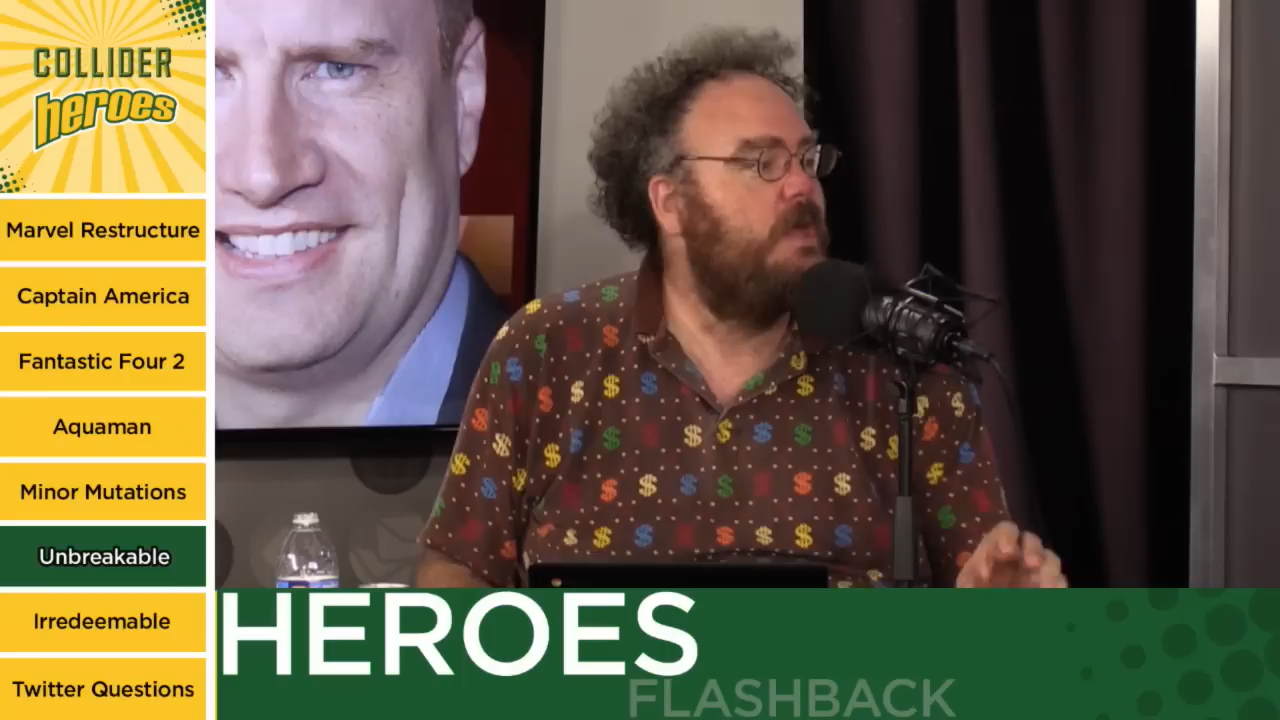 COLLIDER
heroes
Marvel Restructure
Captain America
Fantastic Four 2
Aquaman
Minor Mutations
Unbreakable
Irredeemable
Twitter Questions
HEROES
FLASHBACK